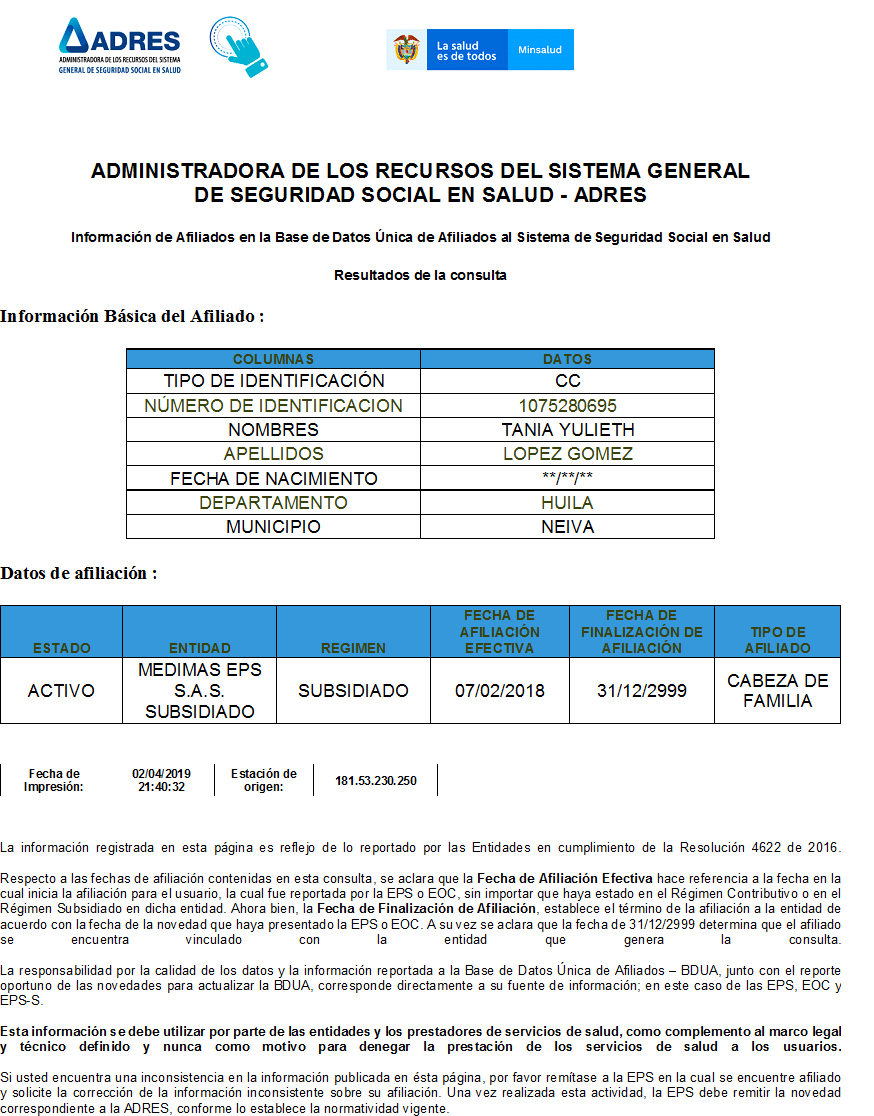 ADRES
ADMINISTRADORA DE LOS RECURSOS DEL SISTEMA
GENERAL DE SEGURIDAD SOCIAL EN SALUD
La salud
es de todos
Minsalud
ADMINISTRADORA DE LOS RECURSOS DEL SISTEMA GENERAL
DE SEGURIDAD SOCIAL EN SALUD - ADRES
Información de Afiliados en la Base de Datos Única de Afiliados al Sistema de Seguridad Social en Salud
Resultados de la consulta
Información Básica del Afiliado :
COLUMNAS DATOS
TIPO DE IDENTIFICACIÓN CC
NÚMERO DE IDENTIFICACION 1075280695
NOMBRES TANIA YULIETH
APELLIDOS LOPEZ GOMEZ
FECHA DE NACIMIENTO **/**/**
DEPARTAMENTO HUILA
MUNICIPIO NEIVA
Datos de afiliación :
ESTADO ENTIDAD REGIMEN FECHA DE AFILIACIÓN EFECTIVA FECHA DE FINALIZACIÓN DE AFILIACIÓN TIPO DE AFILIADO
ACTIVO MEDIMAS EPS S.A.S. SUBSIDIADO SUBSIDIADO 07/02/2018 31/12/2999 CABEZA DE FAMILIA
Fecha de Impresión: 02/04/2019 21:40:32 Estación de origen: 181.53.230.250
La información registrada en esta página es reflejo de lo reportado por las Entidades en cumplimiento de la Resolución 4622 de 2016.
Respecto a las fechas de afiliación contenidas en esta consulta, se aclara que la Fecha de Afiliación Efectiva hace referencia a la fecha en la
cual inicia la afiliación para el usuario, la cual fue reportada por la EPS o EOC, sin importar que haya estado en el Régimen Contributivo o en el
Régimen Subsidiado en dicha entidad. Ahora bien, la Fecha de Finalización de Afiliación, establece el término de la afiliación a la entidad de
acuerdo con la fecha de la novedad que haya presentado la EPS o EOC. A su vez se aclara que la fecha de 31/12/2999 determina que el afiliado
se encuentra vinculado con la entidad que genera la consulta.
La responsabilidad por la calidad de los datos y la información reportada a la Base de Datos Única de Afiliados – BDUA, junto con el reporte
oportuno de las novedades para actualizar la BDUA, corresponde directamente a su fuente de información; en este caso de las EPS, EOC y
EPS-S.
Esta información se debe utilizar por parte de las entidades y los prestadores de servicios de salud, como complemento al marco legal
y técnico definido y nunca como motivo para denegar la prestación de los servicios de salud a los usuarios.
Si usted encuentra una inconsistencia en la información publicada en ésta página, por favor remítase a la EPS en la cual se encuentre afiliado
y solicite la corrección de la información inconsistente sobre su afiliación. Una vez realizada esta actividad, la EPS debe remitir la novedad
correspondiente a la ADRES, conforme lo establece la normatividad vigente.